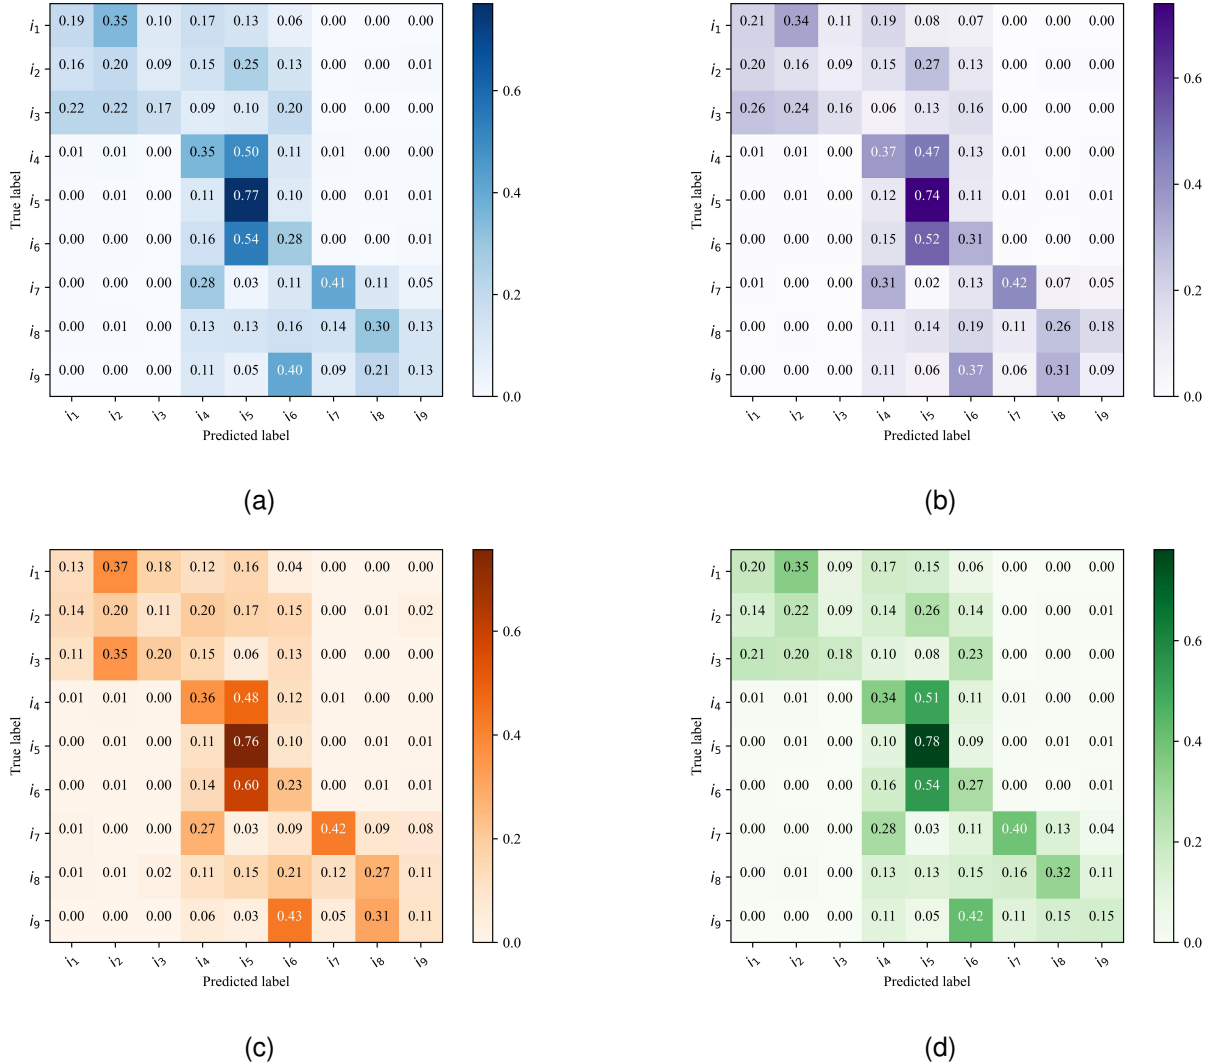 i1 0.19 0.35 0.10 0.17 0.13 0.06 0.00 0.00 0.00
i2 0.16 0.20 0.09 0.15 0.25 0.13 0.00 0.00 0.01
i3 0.22 0.22 0.17 0.09 0.10 0.20 0.00 0.00 0.00
i4 0.01 0.01 0.00 0.35 0.50 0.11 0.01 0.00 0.00
i5 0.00 0.01 0.00 0.11 0.77 0.10 0.00 0.00 0.01
i6 0.00 0.00 0.00 0.16 0.54 0.28 0.00 0.00 0.01
i7 0.00 0.00 0.00 0.28 0.03 0.11 0.41 0.11 0.05
i8 0.00 0.01 0.00 0.13 0.13 0.16 0.14 0.30 0.13
i9 0.00 0.00 0.00 0.11 0.05 0.40 0.09 0.21 0.13
i1 i2 i3 i4 i5 i6 i7 i8 i9
Predicted label
True label
0.6
0.4
0.2
0.0
(a)
i1 0.21 0.34 0.11 0.19 0.08 0.07 0.00 0.00 0.00
i2 0.20 0.16 0.09 0.15 0.27 0.13 0.00 0.00 0.00
i3 0.26 0.24 0.16 0.06 0.13 0.16 0.00 0.00 0.00
i4 0.01 0.01 0.00 0.37 0.47 0.13 0.01 0.00 0.00
i5 0.00 0.01 0.00 0.12 0.74 0.11 0.01 0.01 0.01
i6 0.00 0.00 0.00 0.15 0.52 0.31 0.00 0.00 0.00
i7 0.01 0.00 0.00 0.31 0.02 0.13 0.42 0.07 0.05
i8 0.00 0.00 0.00 0.11 0.14 0.19 0.11 0.26 0.18
i9 0.00 0.00 0.00 0.11 0.06 0.37 0.06 0.31 0.09
i1 i2 i3 i4 i5 i6 i7 i8 i9
Predicted label
True label
0.6
0.4
0.2
0.0
(b)
i1 0.13 0.37 0.18 0.12 0.16 0.04 0.00 0.00 0.00
i2 0.14 0.20 0.11 0.20 0.17 0.15 0.00 0.01 0.02
i3 0.11 0.35 0.20 0.15 0.06 0.13 0.00 0.00 0.00
i4 0.01 0.01 0.00 0.36 0.48 0.12 0.01 0.00 0.00
i5 0.00 0.01 0.00 0.11 0.76 0.10 0.00 0.01 0.01
i6 0.00 0.01 0.00 0.14 0.60 0.23 0.00 0.01 0.01
i7 0.01 0.00 0.00 0.27 0.03 0.09 0.42 0.09 0.08
i8 0.01 0.01 0.02 0.11 0.15 0.21 0.12 0.27 0.11
i9 0.00 0.00 0.00 0.06 0.03 0.43 0.05 0.31 0.11
i1 i2 i3 i4 i5 i6 i7 i8 i9
Predicted label
True label
0.6
0.4
0.2
0.0
(c)
i1 0.20 0.35 0.09 0.17 0.15 0.06 0.00 0.00 0.00
i2 0.14 0.22 0.09 0.14 0.26 0.14 0.00 0.00 0.01
i3 0.21 0.20 0.18 0.10 0.08 0.23 0.00 0.00 0.00
i4 0.01 0.01 0.00 0.34 0.51 0.11 0.01 0.00 0.00
i5 0.00 0.01 0.00 0.10 0.78 0.09 0.00 0.01 0.01
i6 0.00 0.00 0.00 0.16 0.54 0.27 0.00 0.00 0.01
i7 0.00 0.00 0.00 0.28 0.03 0.11 0.40 0.13 0.04
i8 0.00 0.01 0.00 0.13 0.13 0.15 0.16 0.32 0.11
i9 0.00 0.00 0.00 0.11 0.05 0.42 0.11 0.15 0.15
i1 i2 i3 i4 i5 i6 i7 i8 i9
Predicted label
True label
0.6
0.4
0.2
0.0
(d)